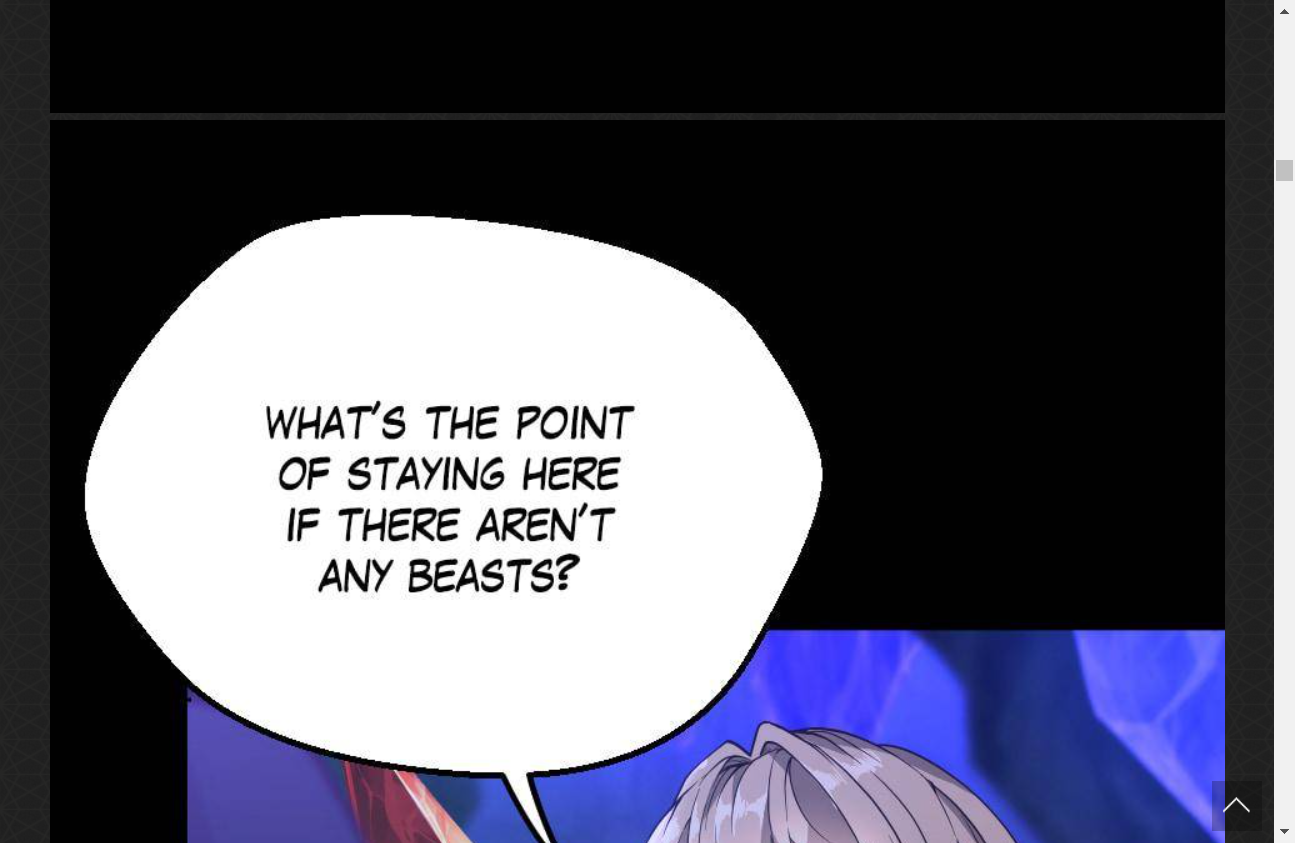 WHAT'S THE POINT
OF STAYING HERE
IF THERE AREN'T
ANY BEASTS?